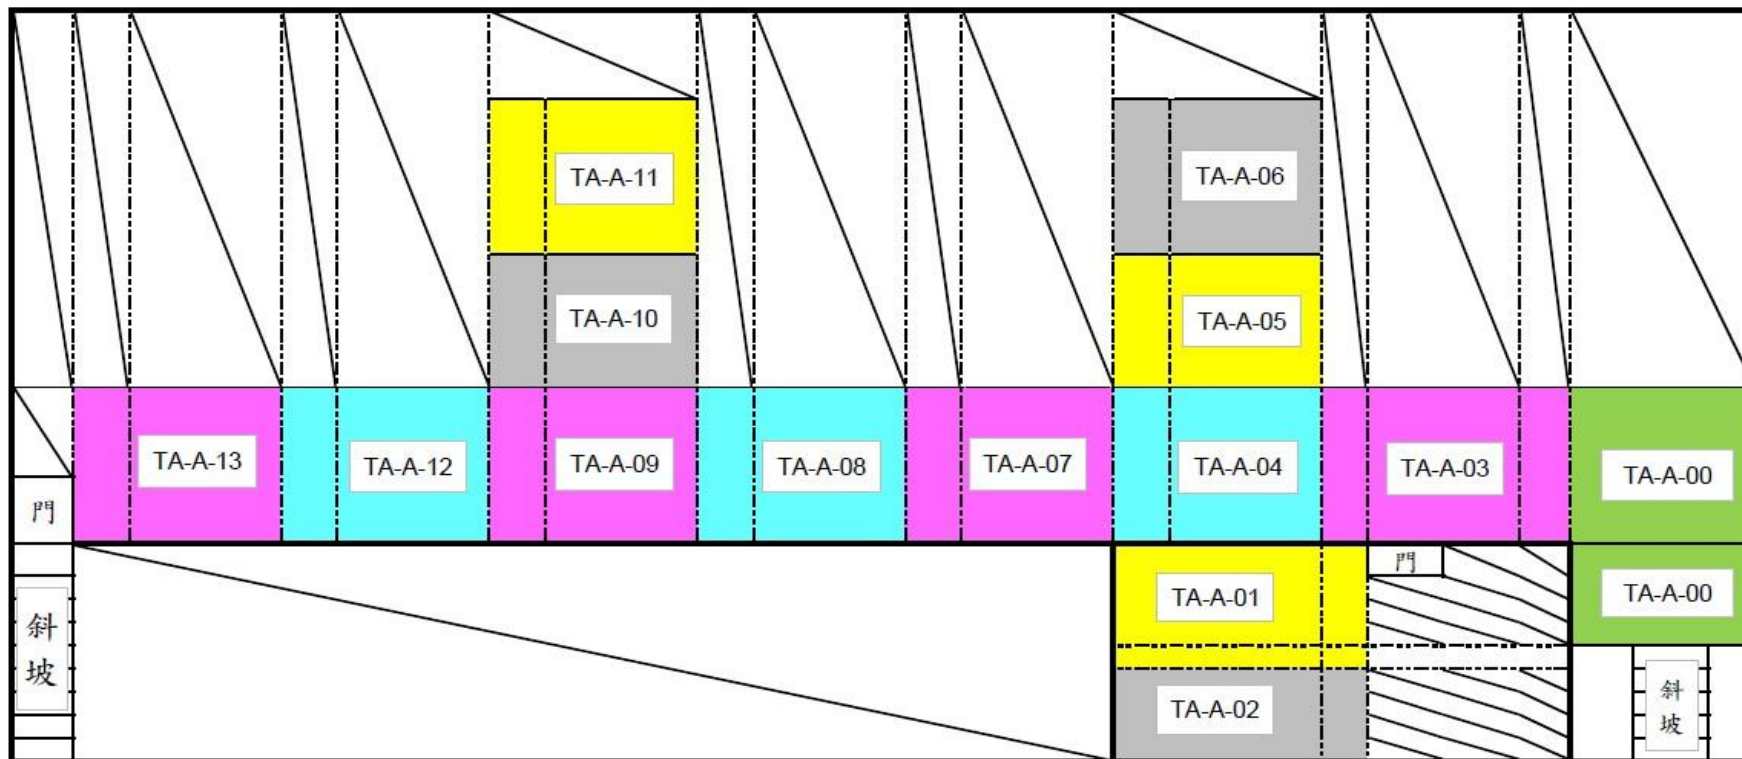 TA-A-11
TA-A-06
TA-A-10
TA-A-05
TA-A-13
TA-A-12
TA-A-09
TA-A-08
TA-A-07
TA-A-04
TA-A-03
TA-A-00
門
門
TA-A-01
TA-A-00
斜
坡
TA-A-02
斜
坡